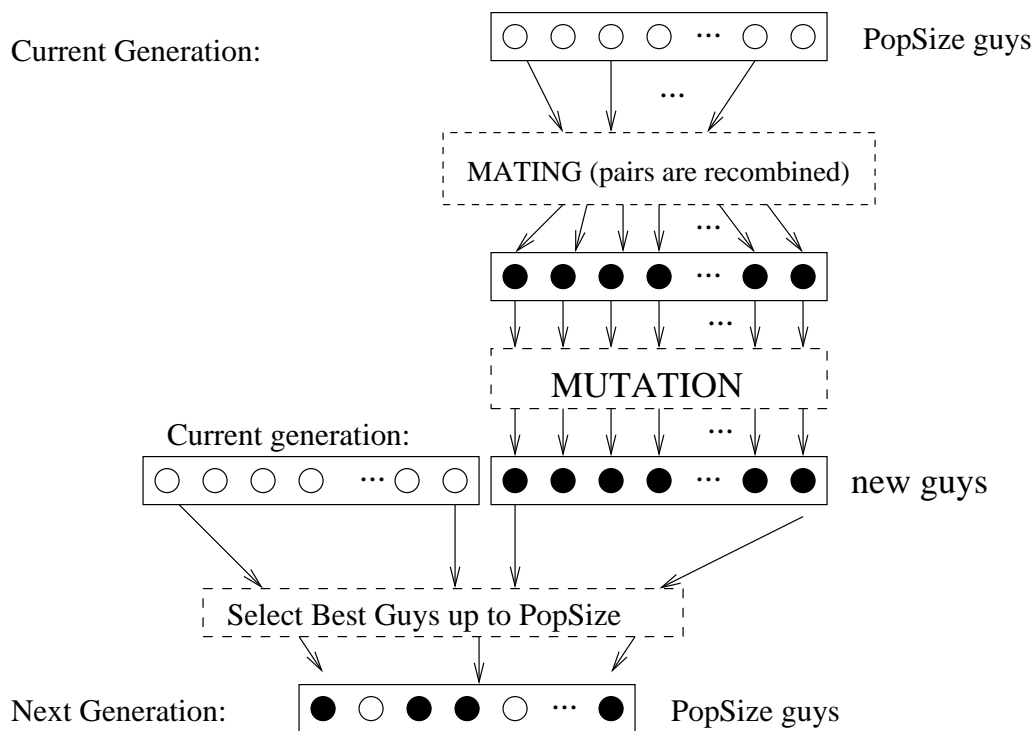 Current Generation:
PopSize guys
...
...
MATING (pairs are recombined)
...
...
...
MUTATION
...
Current generation:
...
...
new guys
Select Best Guys up to PopSize
Next Generation:
...
PopSize guys